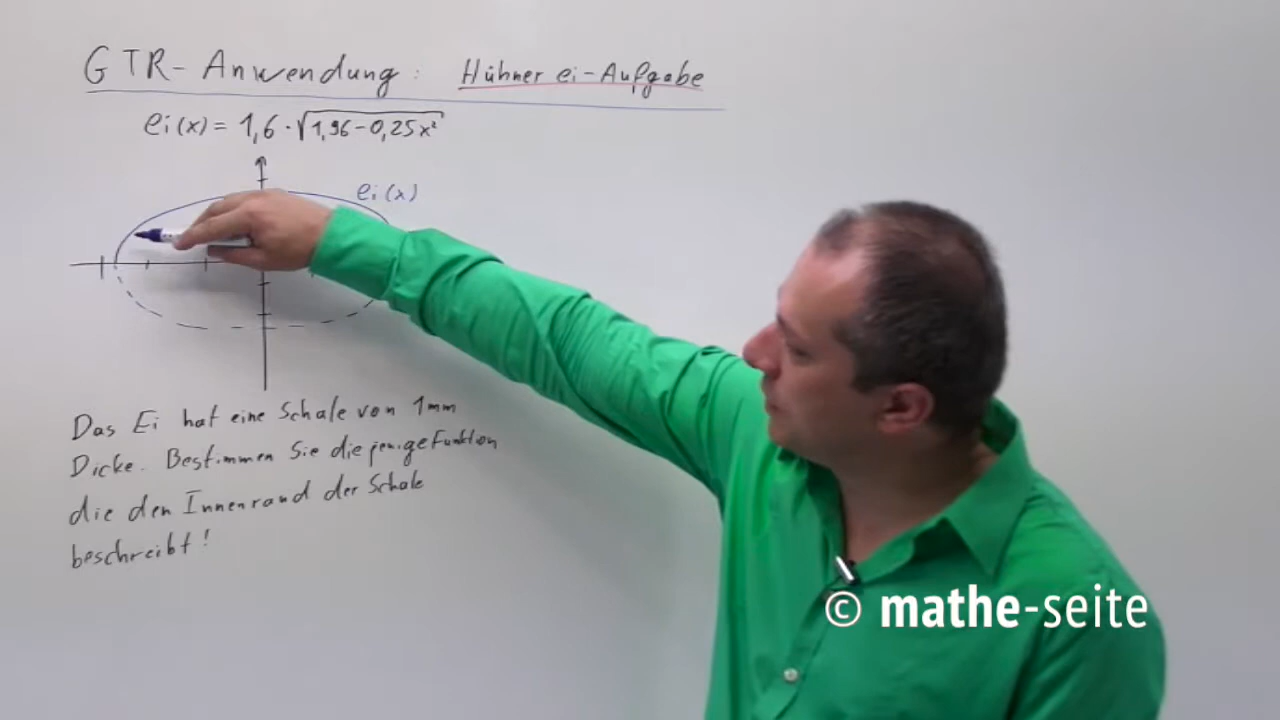 GTR-Anwendung: Hühner ei-Aufgabe
ei(x) = 1,6 · √1,96-0,25x²
ei(x)
Das Ei hat eine Schale von 1mm
Dicke. Bestimmen Sie diejenige Funktion
die den Innenrand der Schale
beschreibt!
© mathe-seite